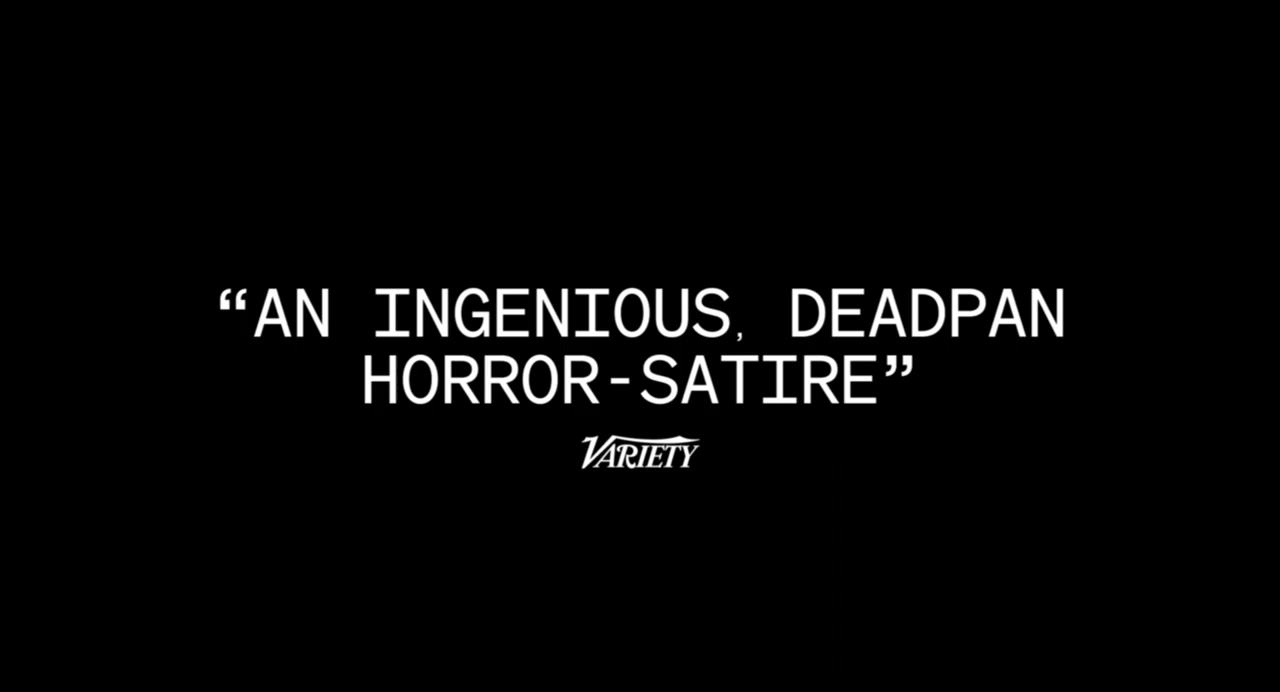 “AN INGENIOUS, DEADPAN
HORROR-SATIRE”
VARIETY